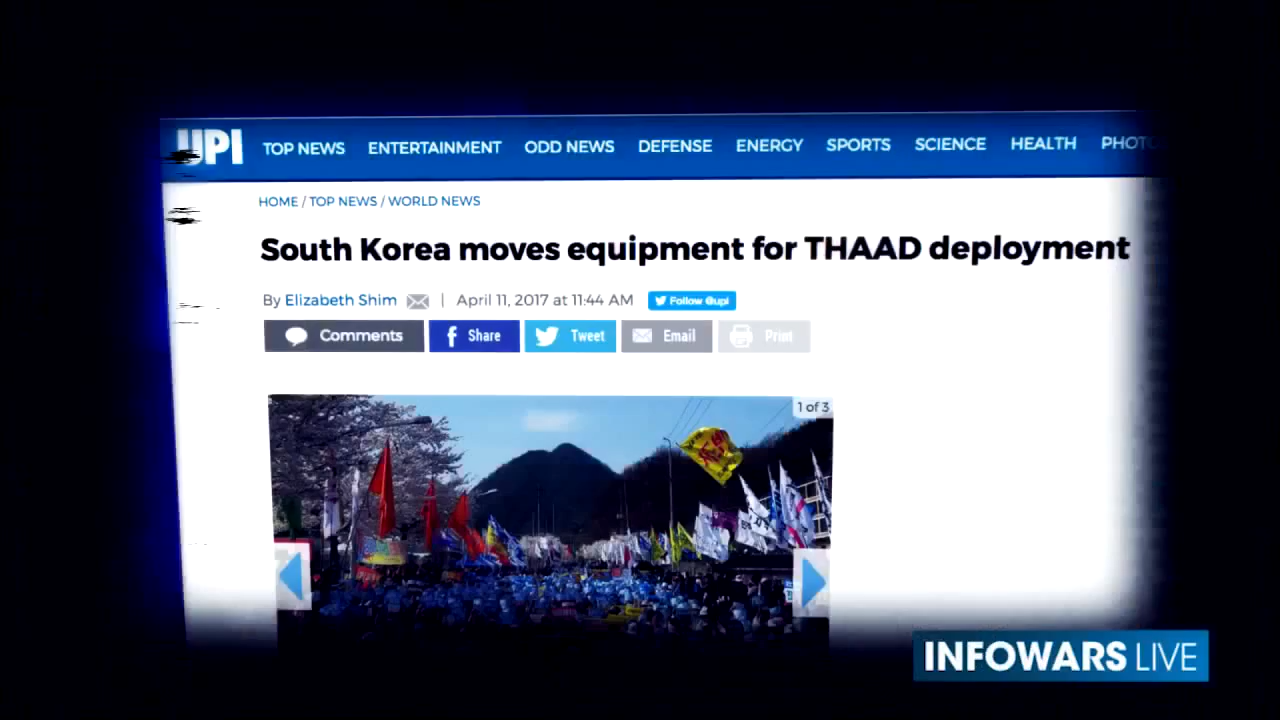 UPI TOP NEWS ENTERTAINMENT ODD NEWS DEFENSE ENERGY SPORTS SCIENCE HEALTH PHOTO
HOME / TOP NEWS / WORLD NEWS
South Korea moves equipment for THAAD deployment
By Elizabeth Shim | April 11, 2017 at 11:44 AM Follow @upi
Comments Share Tweet Email Print
1 of 3
INFOWARS LIVE